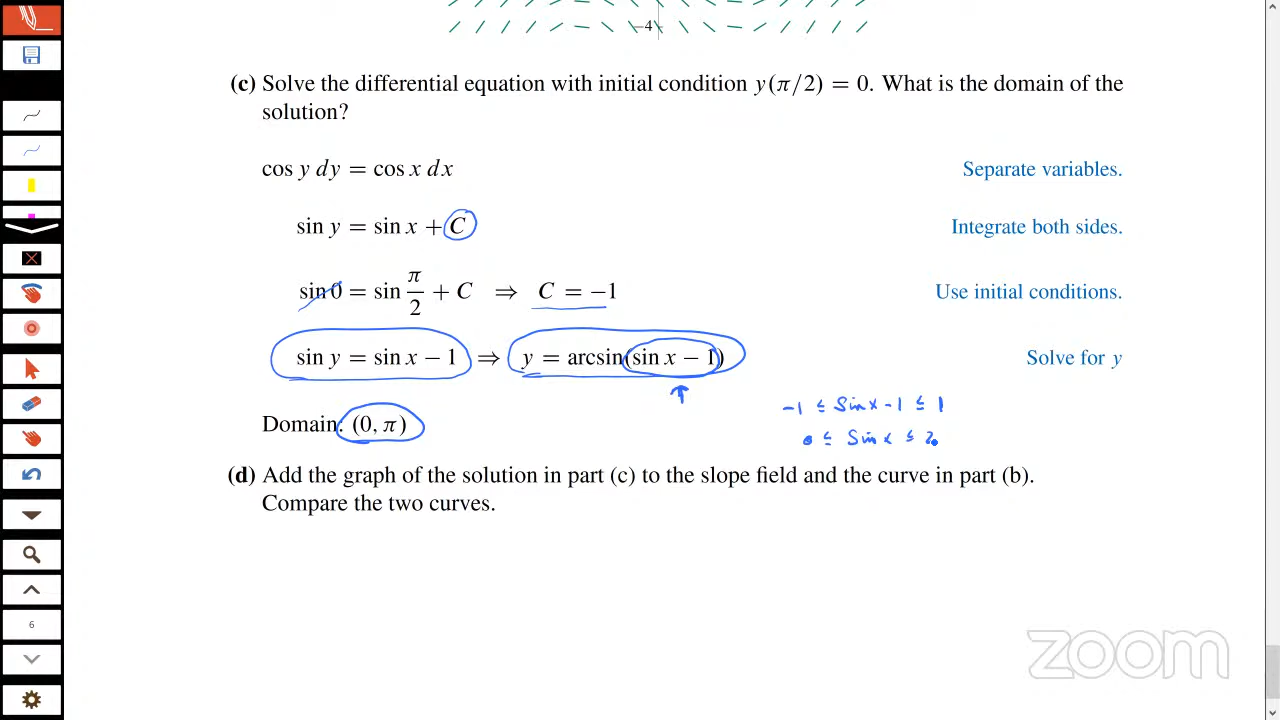 -4
(c) Solve the differential equation with initial condition y(π/2) = 0. What is the domain of the
solution?
cos y dy = cos x dx Separate variables.
sin y = sin x + C Integrate both sides.
sin 0 = sin π/2 + C ⇒ C = −1 Use initial conditions.
sin y = sin x − 1 ⇒ y = arcsin(sin x − 1) Solve for y
-1 ≤ Sin x - 1 ≤ 1
Domain: (0, π)
0 ≤ Sin x ≤ 2
(d) Add the graph of the solution in part (c) to the slope field and the curve in part (b).
Compare the two curves.
6
zoom